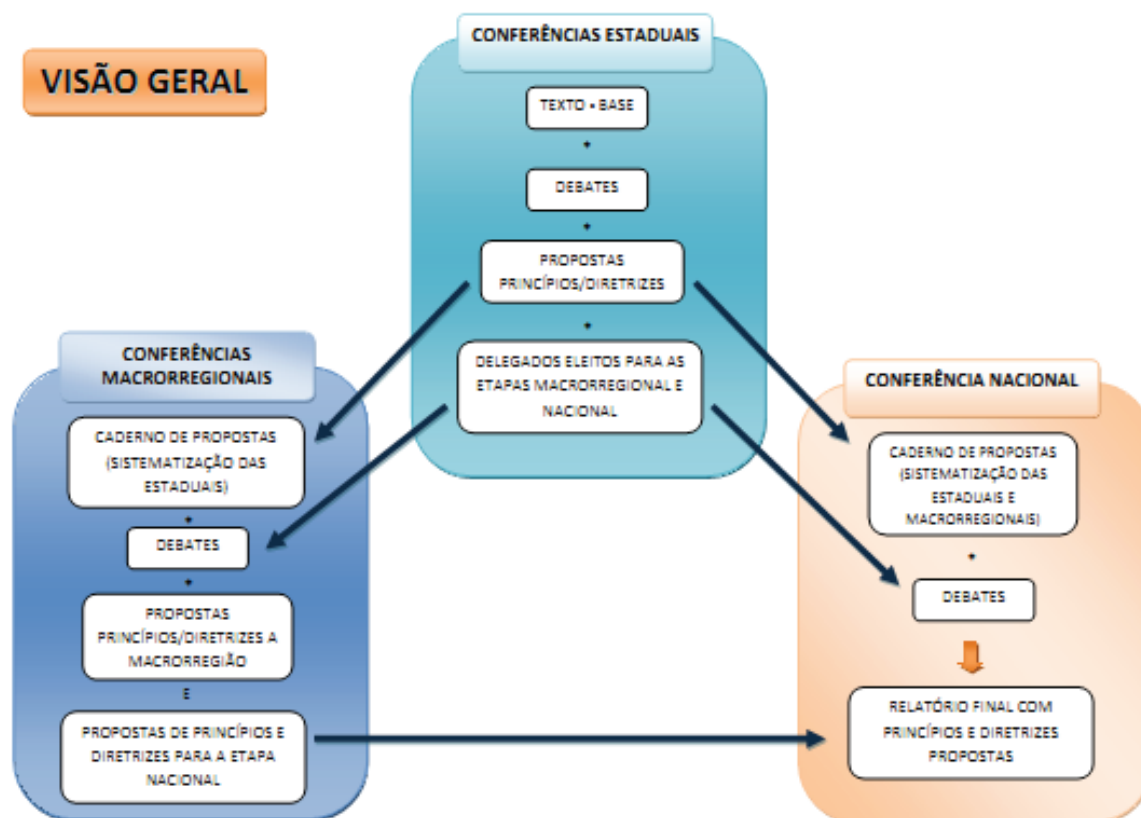 VISÃO GERAL
CONFERÊNCIAS ESTADUAIS
TEXTO - BASE
+
DEBATES
+
PROPOSTAS
PRINCÍPIOS/DIRETRIZES
+
DELEGADOS ELEITOS PARA AS
ETAPAS MACRORREGIONAL E
NACIONAL
CONFERÊNCIAS
MACRORREGIONAIS
CADERNO DE PROPOSTAS
(SISTEMATIZAÇÃO DAS
ESTADUAIS)
+
DEBATES
+
PROPOSTAS
PRINCÍPIOS/DIRETRIZES A
MACRORREGIÃO
E
PROPOSTAS DE PRINCÍPIOS E
DIRETRIZES PARA A ETAPA
NACIONAL
CONFERÊNCIA NACIONAL
CADERNO DE PROPOSTAS
(SISTEMATIZAÇÃO DAS
ESTADUAIS E
MACRORREGIONAIS)
+
DEBATES
RELATÓRIO FINAL COM
PRINCÍPIOS E DIRETRIZES
PROPOSTAS